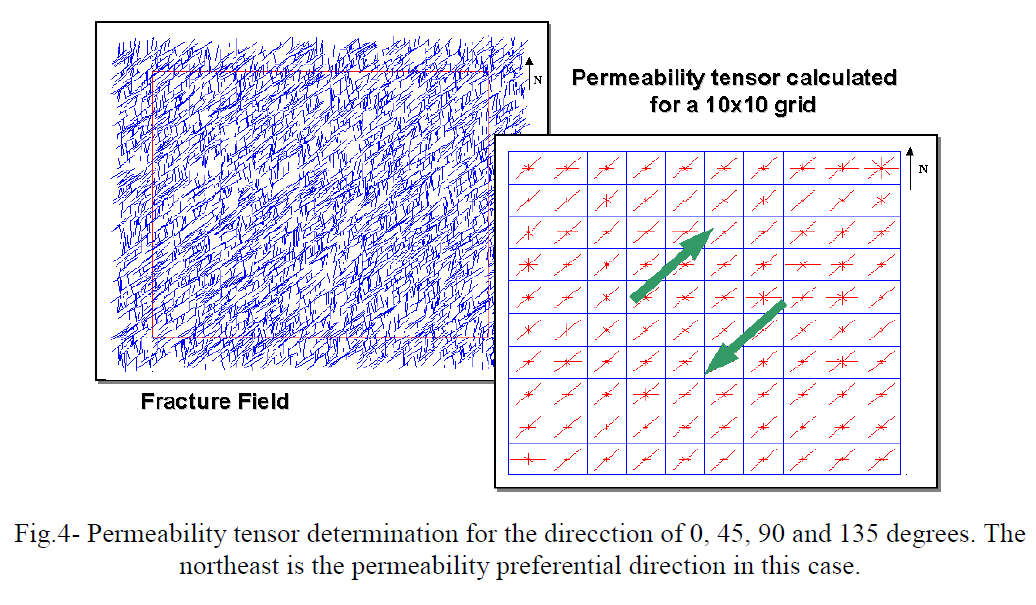 N
Permeability tensor calculated
for a 10x10 grid
N
Fracture Field
Fig.4- Permeability tensor determination for the direcction of 0, 45, 90 and 135 degrees. The
northeast is the permeability preferential direction in this case.